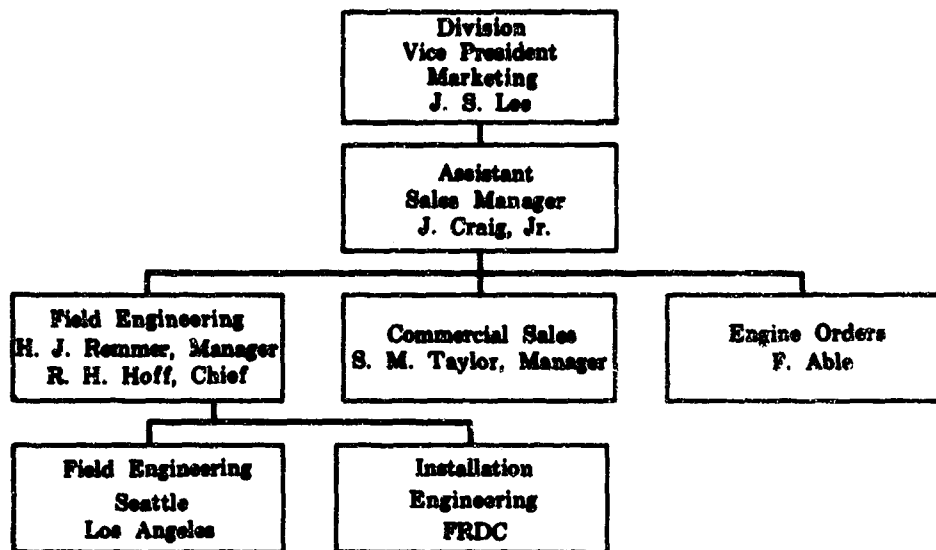 Division
Vice President
Marketing
J. S. Lee
Assistant
Sales Manager
J. Craig, Jr.
Field Engineering
H. J. Remmer, Manager
R. H. Hoff, Chief
Commercial Sales
S. M. Taylor, Manager
Engine Orders
F. Able
Field Engineering
Seattle
Los Angeles
Installation
Engineering
FRDC